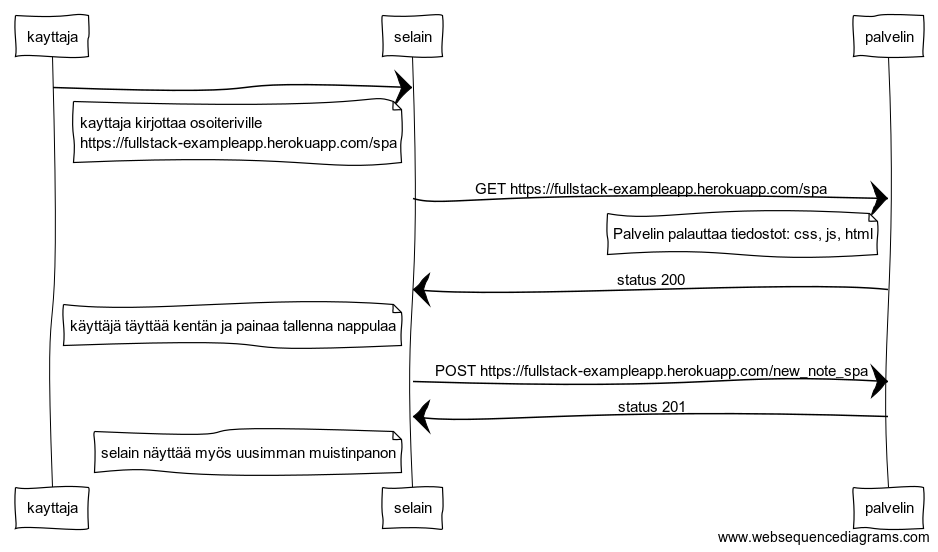 kayttaja
selain
palvelin
kayttaja kirjottaa osoiteriville
https://fullstack-exampleapp.herokuapp.com/spa
GET https://fullstack-exampleapp.herokuapp.com/spa
Palvelin palauttaa tiedostot: css, js, html
status 200
käyttäjä täyttää kentän ja painaa tallenna nappulaa
POST https://fullstack-exampleapp.herokuapp.com/new_note_spa
status 201
selain näyttää myös uusimman muistinpanon
kayttaja
selain
palvelin
www.websequencediagrams.com